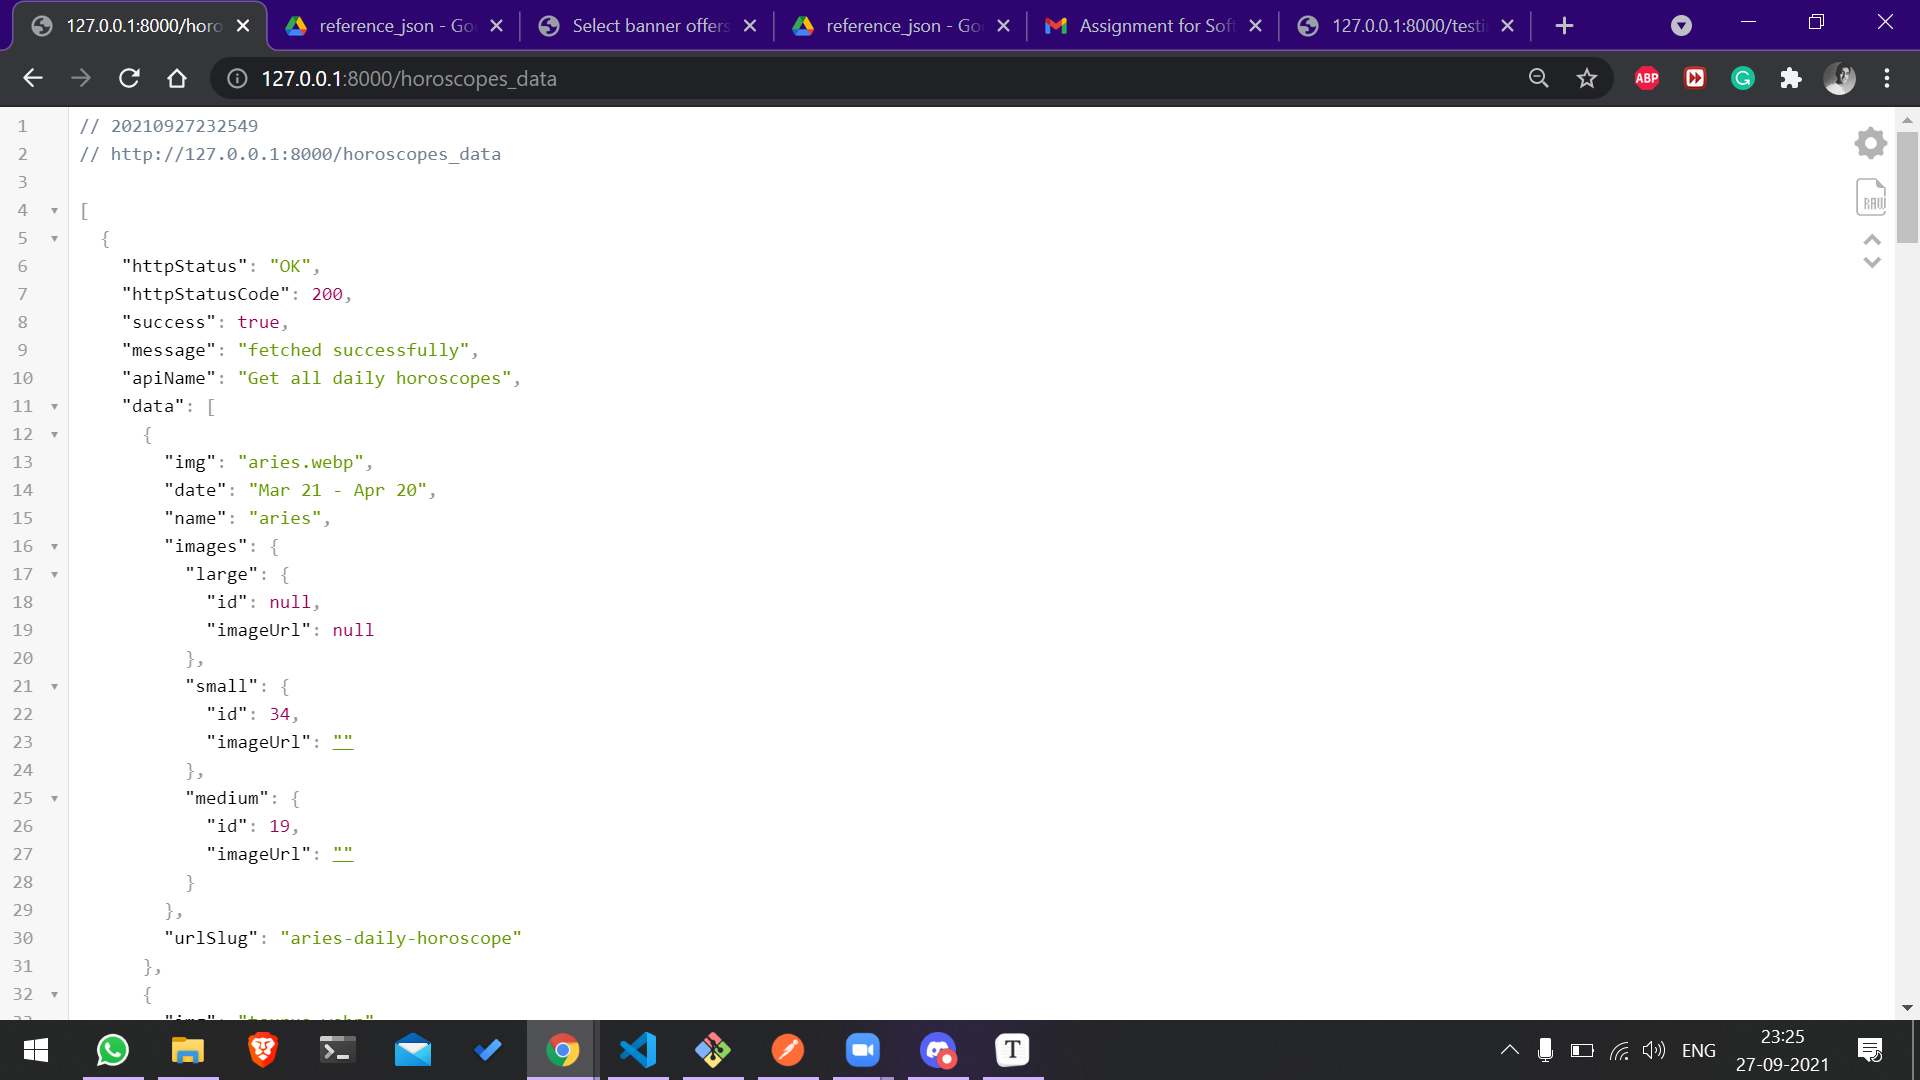 127.0.0.1:8000/horo
reference_json - Go
Select banner offers
reference_json - Go
Assignment for Sof
127.0.0.1:8000/testi
127.0.0.1:8000/horoscopes_data
ABP
1 // 20210927232549
2 // http://127.0.0.1:8000/horoscopes_data
3
4 [
5 {
6 "httpStatus": "OK",
7 "httpStatusCode": 200,
8 "success": true,
9 "message": "fetched successfully",
10 "apiName": "Get all daily horoscopes",
11 "data": [
12 {
13 "img": "aries.webp",
14 "date": "Mar 21 - Apr 20",
15 "name": "aries",
16 "images": {
17 "large": {
18 "id": null,
19 "imageUrl": null
20 },
21 "small": {
22 "id": 34,
23 "imageUrl": ""
24 },
25 "medium": {
26 "id": 19,
27 "imageUrl": ""
28 }
29 },
30 "urlSlug": "aries-daily-horoscope"
31 },
32 {
33 "img": "taurus.webp"
RAW
T
ENG
23:25
27-09-2021